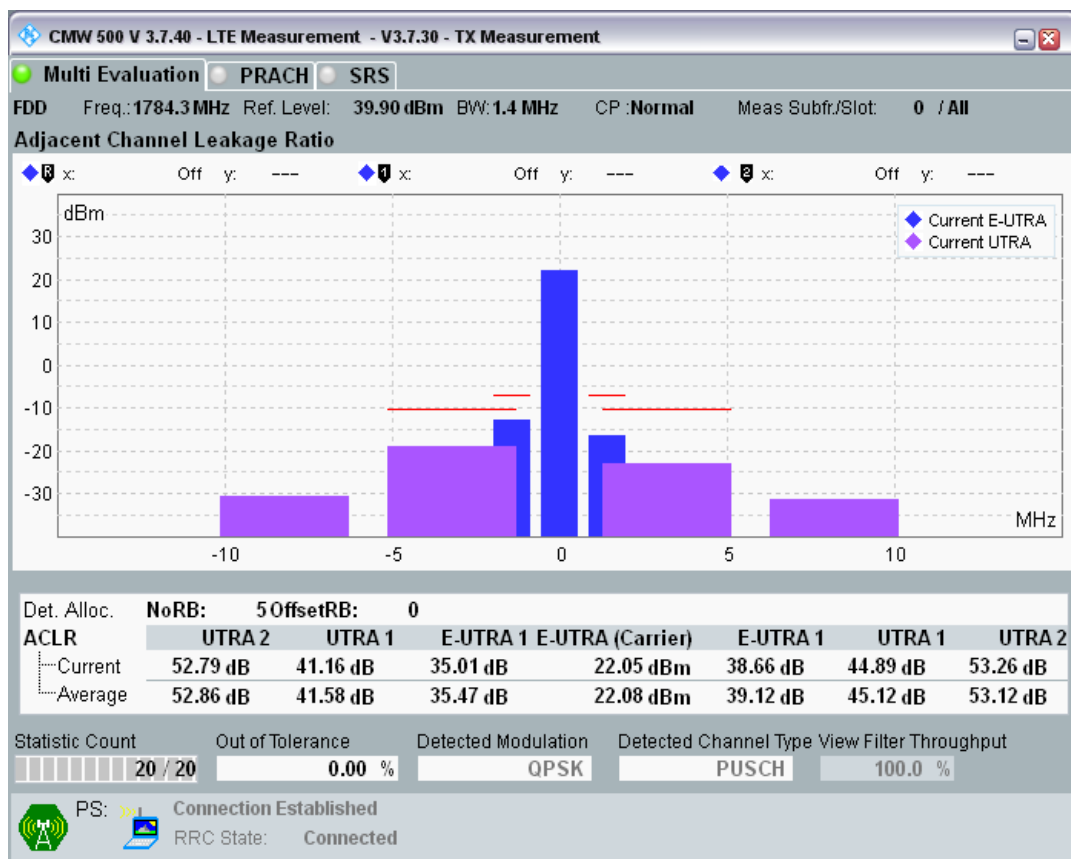 CMW 500 V 3.7.40 - LTE Measurement - V3.7.30 - TX Measurement
Multi Evaluation PRACH SRS
FDD Freq.: 1784.3 MHz Ref. Level: 39.90 dBm BW: 1.4 MHz CP :Normal Meas Subfr./Slot: 0 / All
Adjacent Channel Leakage Ratio
R x: Off y: --- 1 x: Off y: --- 2 x: Off y: ---
dBm
Current E-UTRA
Current UTRA
30
20
10
0
-10
-20
-30
MHz
-10 -5 0 5 10
Det. Alloc. NoRB: 5 OffsetRB: 0
ACLR UTRA 2 UTRA 1 E-UTRA 1 E-UTRA (Carrier) E-UTRA 1 UTRA 1 UTRA 2
Current 52.79 dB 41.16 dB 35.01 dB 22.05 dBm 38.66 dB 44.89 dB 53.26 dB
Average 52.86 dB 41.58 dB 35.47 dB 22.08 dBm 39.12 dB 45.12 dB 53.12 dB
Statistic Count Out of Tolerance Detected Modulation Detected Channel Type View Filter Throughput
20 / 20 0.00 % QPSK PUSCH 100.0 %
PS: Connection Established
RRC State: Connected